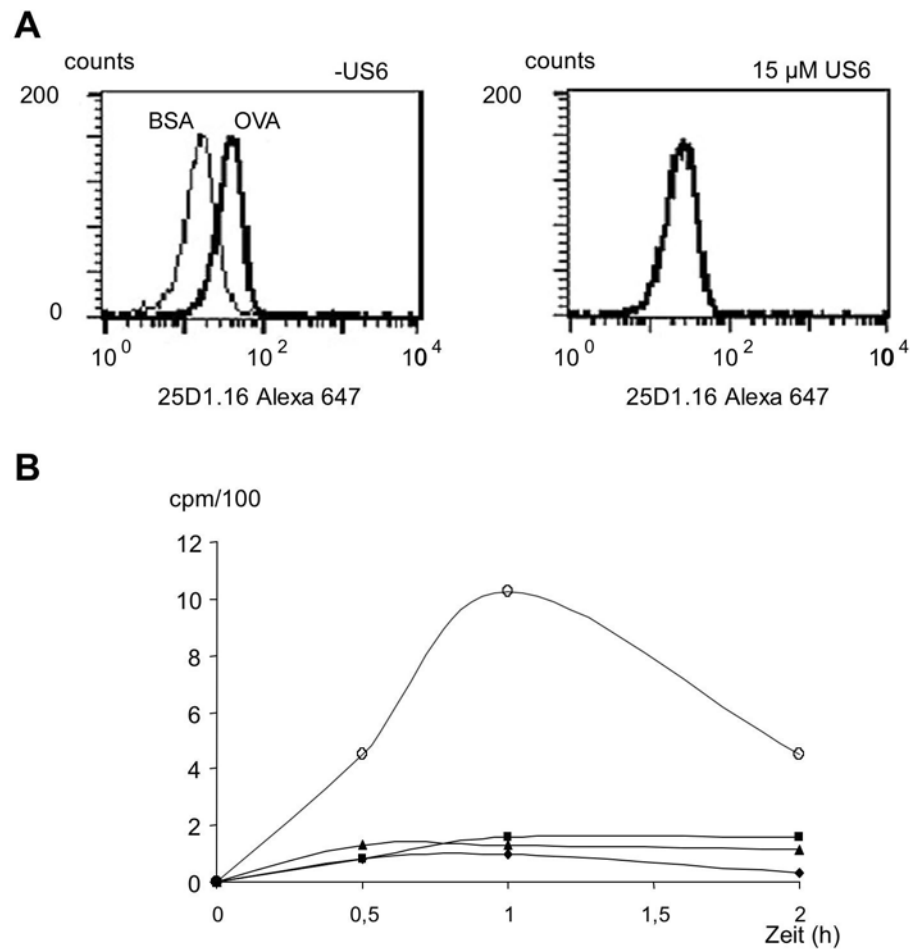 A
counts
-US6
200
BSA OVA
0
10^0 10^2 10^4
25D1.16 Alexa 647
counts
15 µM US6
200
10^0 10^2 10^4
25D1.16 Alexa 647
B
cpm/100
12
10
8
6
4
2
0
0 0,5 1 1,5 2
Zeit (h)